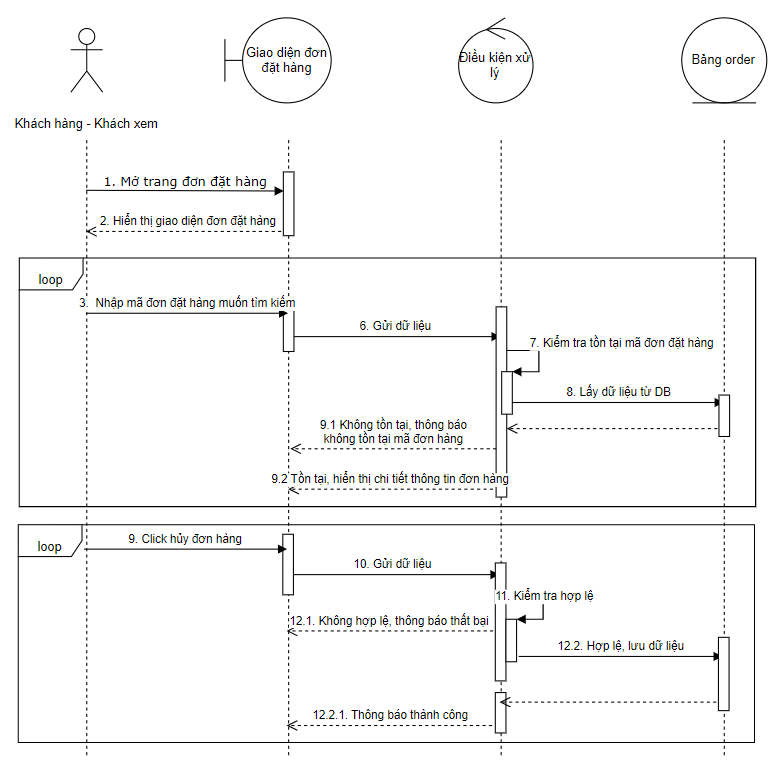 Giao diện đơn
đặt hàng
Điều kiện xử
lý
Bảng order
Khách hàng - Khách xem
1. Mở trang đơn đặt hàng
2. Hiển thị giao diện đơn đặt hàng
loop
3. Nhập mã đơn đặt hàng muốn tìm kiếm
6. Gửi dữ liệu
7. Kiểm tra tồn tại mã đơn đặt hàng
8. Lấy dữ liệu từ DB
9.1 Không tồn tại, thông báo
không tồn tại mã đơn hàng
9.2 Tồn tại, hiển thị chi tiết thông tin đơn hàng
loop
9. Click hủy đơn hàng
10. Gửi dữ liệu
11. Kiểm tra hợp lệ
12.1. Không hợp lệ, thông báo thất bại
12.2. Hợp lệ, lưu dữ liệu
12.2.1. Thông báo thành công